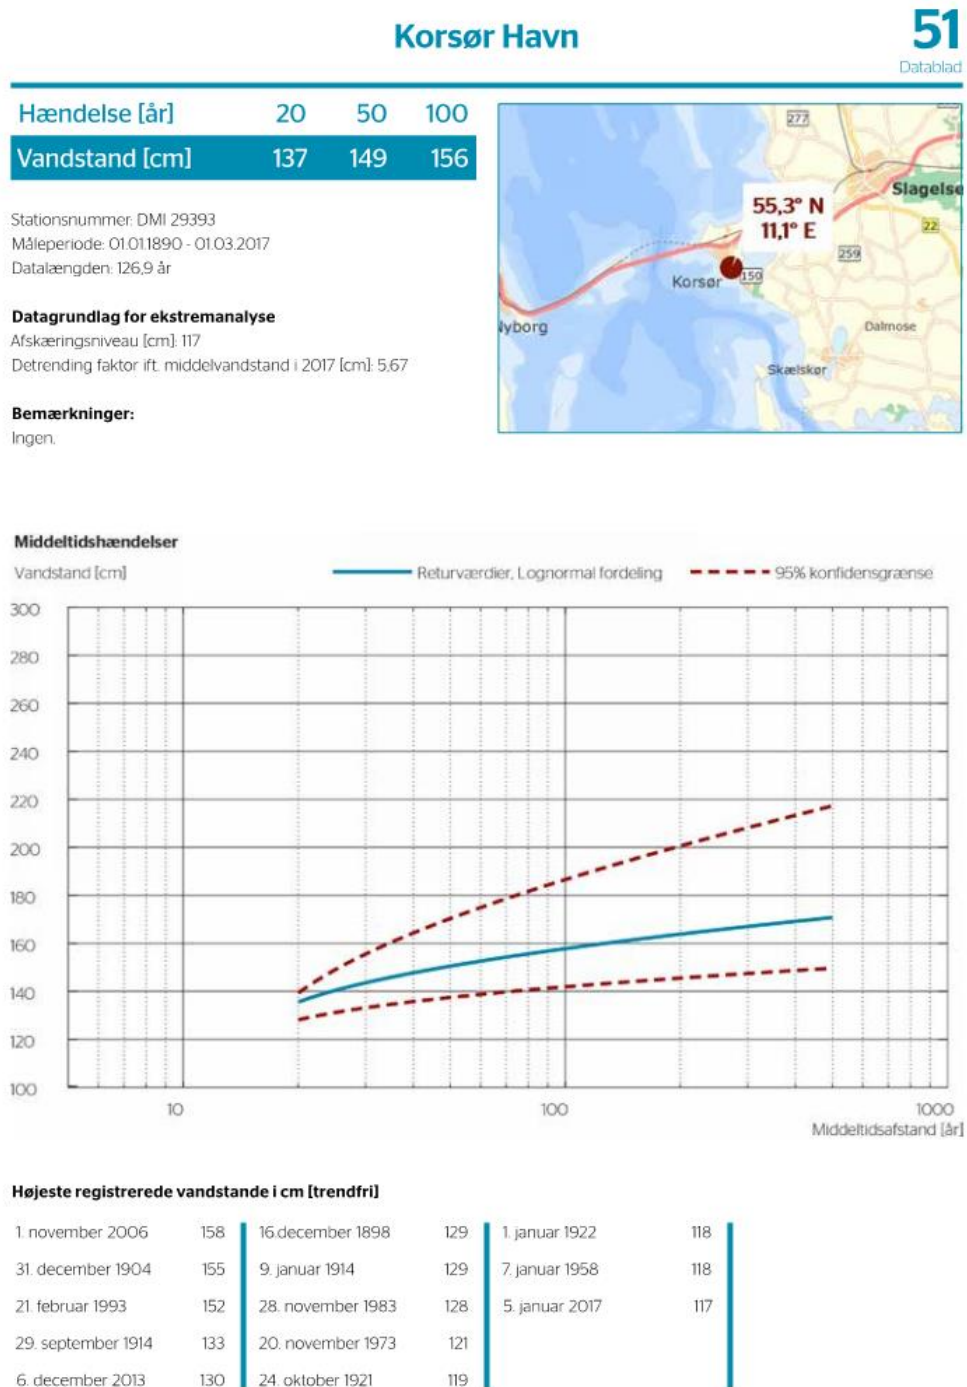 Korsør Havn
51
Datablad
Hændelse [år] 20 50 100
Vandstand [cm] 137 149 156
Stationsnummer: DMI 29393
Måleperiode: 01.01.1890 - 01.03.2017
Datalængden: 126,9 år
Datagrundlag for ekstremanalyse
Afskæringsniveau [cm]: 117
Detrending faktor ift. middelvandstand i 2017 [cm]: 5,67
Bemærkninger:
Ingen.
277
Slagelse
55,3° N
11,1° E
22
259
150
Korsør
Nyborg
Dalmose
Skælskør
Middeltidshændelser
Vandstand [cm]
Returværdier, Lognormal fordeling
95% konfidensgrænse
300
280
260
240
220
200
180
160
140
120
100
10 100 1000
Middeltidsafstand [år]
Højeste registrerede vandstande i cm [trendfri]
1. november 2006 158 16.december 1898 129 1. januar 1922 118
31. december 1904 155 9. januar 1914 129 7. januar 1958 118
21. februar 1993 152 28. november 1983 128 5. januar 2017 117
29. september 1914 133 20. november 1973 121
6. december 2013 130 24. oktober 1921 119